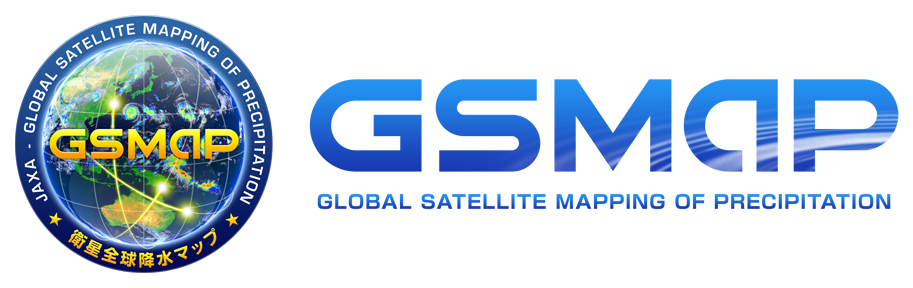 JAXA - GLOBAL SATELLITE MAPPING OF PRECIPITATION
GSMAP
★ 衛星全球降水マップ ★
GSMAP
GLOBAL SATELLITE MAPPING OF PRECIPITATION